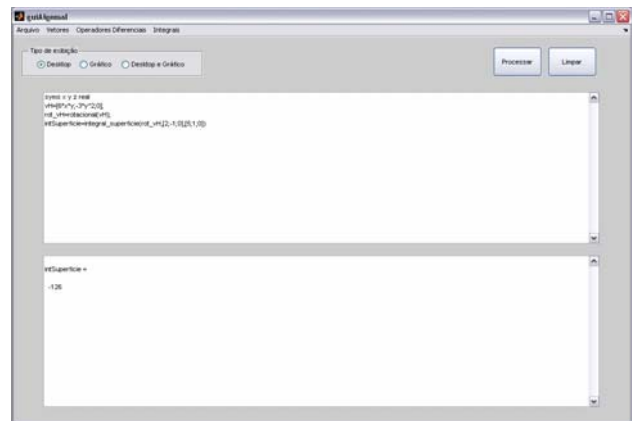 guiAlgessal
Arquivo Vetores Operadores Diferenciais Integrais
Tipo de exibição
Desktop Gráfico Desktop e Gráfico
Processar Limpar
syms x y z real
vH=[6*x*y;-3*y^2;0];
rot_vH=rotacional(vH);
intSuperficie=integral_superficie(rot_vH,[2;-1;0],[5;1;0])
intSuperficie =
-126